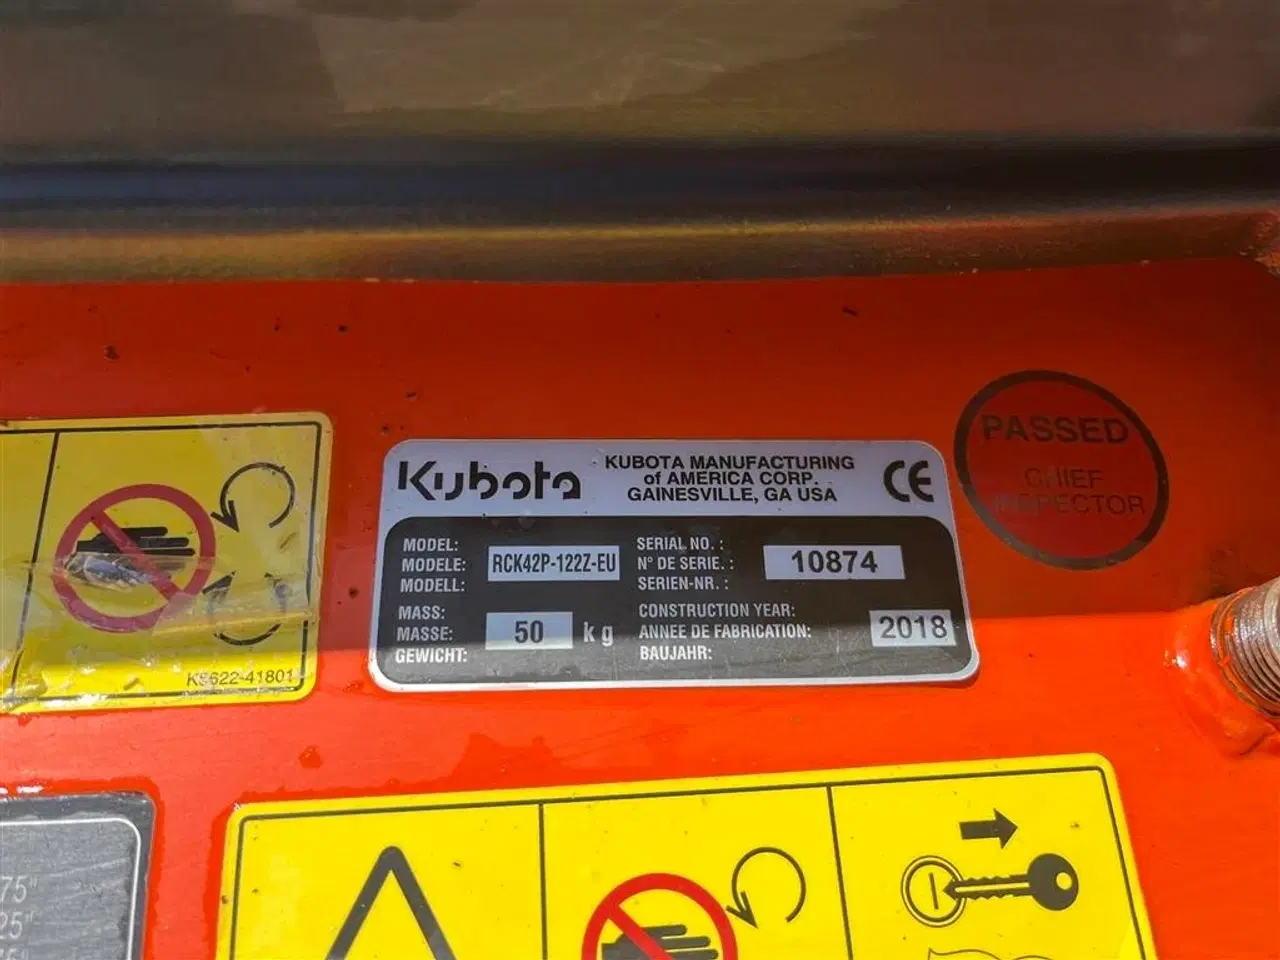 Kubota
KUBOTA MANUFACTURING
of AMERICA CORP.
GAINESVILLE, GA USA
CE
MODEL:
MODELE:
MODELL:
RCK42P-122Z-EU
SERIAL NO. :
N° DE SERIE. :
SERIEN-NR. :
10874
MASS:
MASSE:
GEWICHT:
50 kg
CONSTRUCTION YEAR:
ANNEE DE FABRICATION:
BAUJAHR:
2018
PASSED
CHIEF
INSPECTOR
K5622-41801
75"
25"